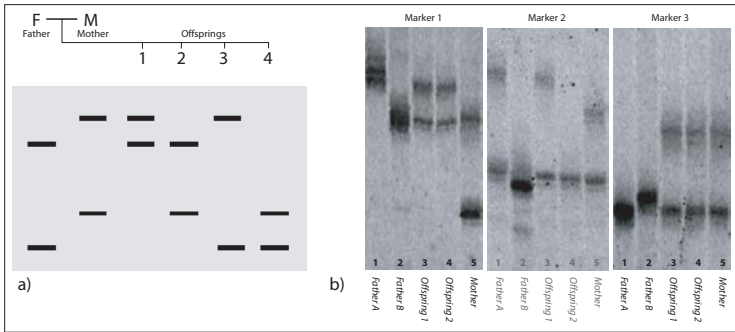 F M
Father Mother Offsprings
1 2 3 4
a)
Marker 1 Marker 2 Marker 3
1 2 3 4 5 1 2 3 4 5 1 2 3 4 5
Father A Father B Offspring 1 Offspring 2 Mother Father A Father B Offspring 1 Offspring 2 Mother Father A Father B Offspring 1 Offspring 2 Mother
b)